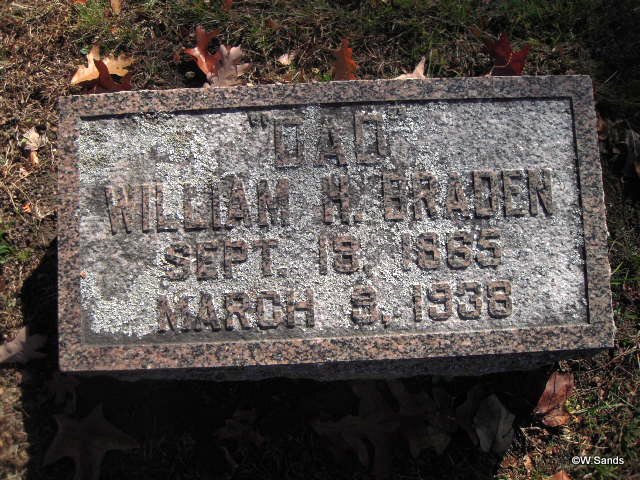 "DAD"
WILLIAM H. BRADEN
SEPT. 19, 1865
MARCH 3, 1938
©W.Sands